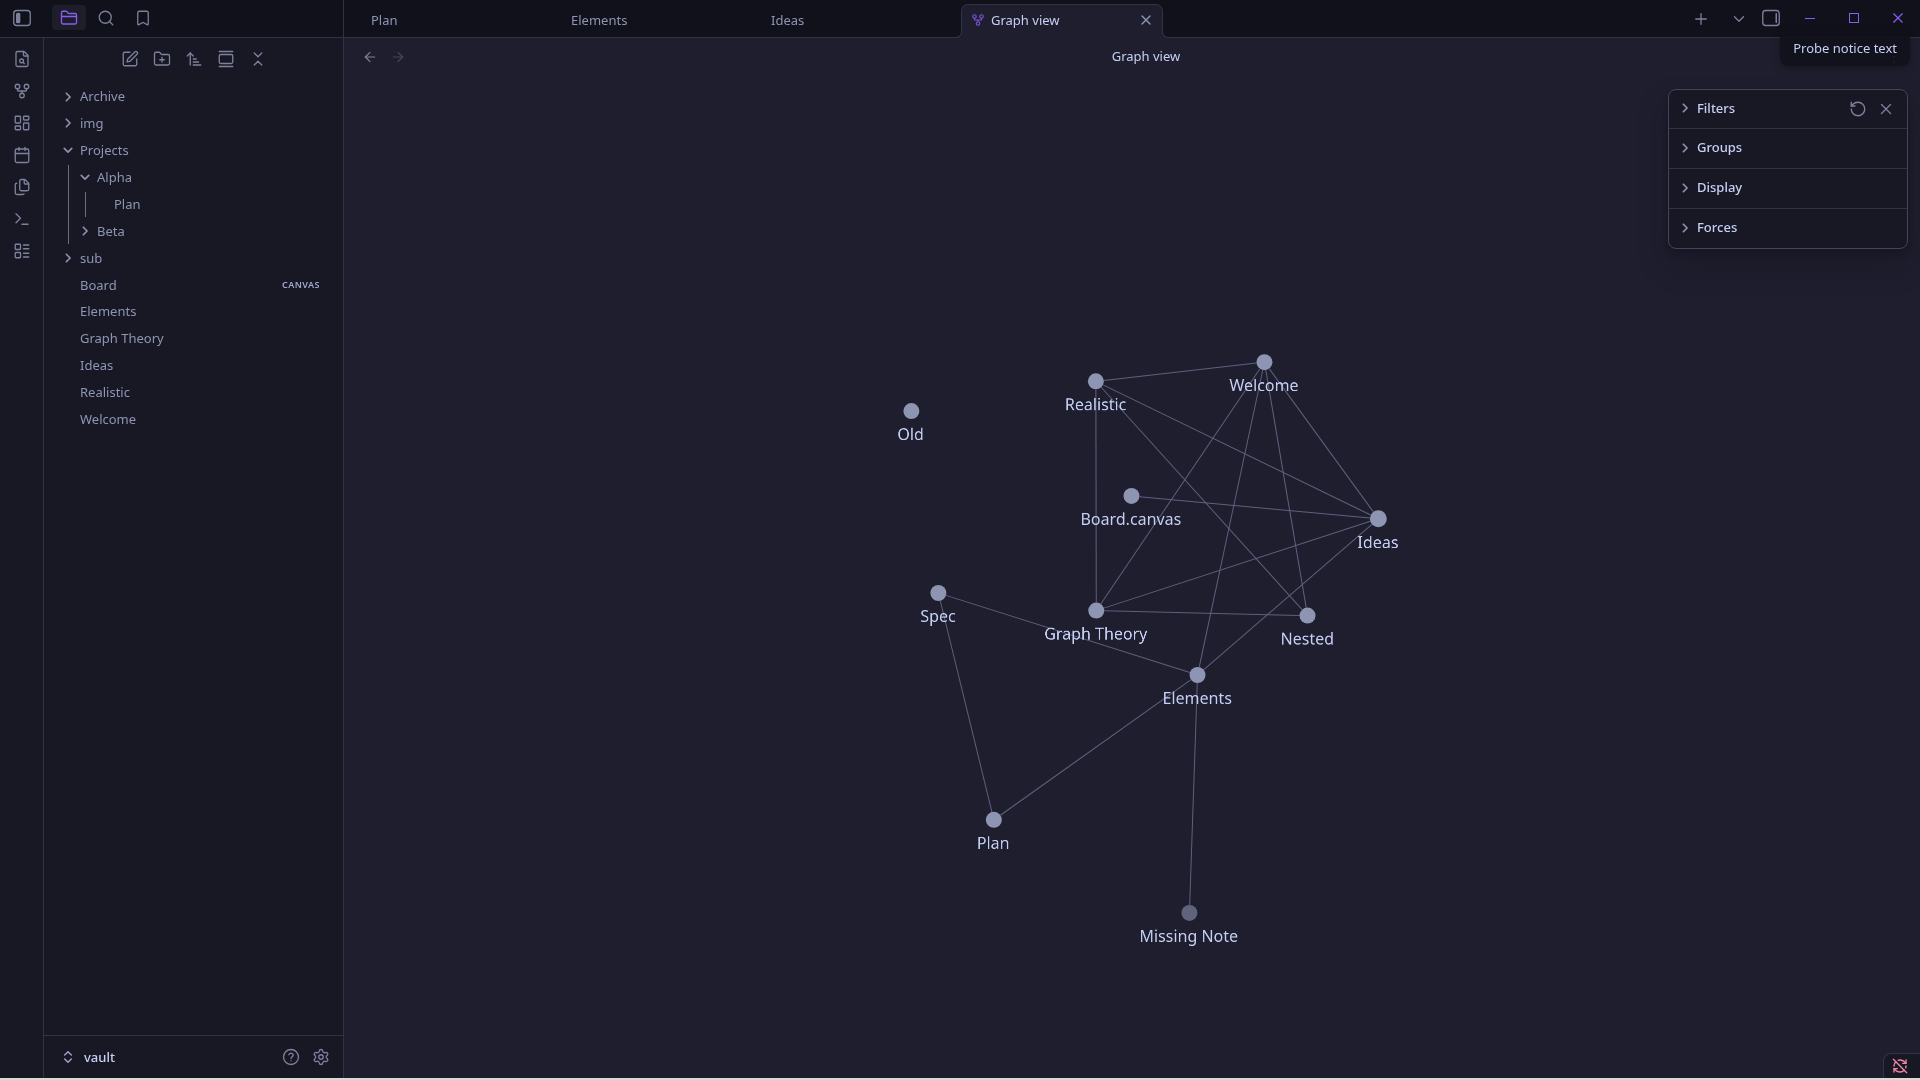 Plan
Elements
Ideas
Graph view
Graph view
Probe notice text
Archive
img
Projects
Alpha
Plan
Beta
sub
Board CANVAS
Elements
Graph Theory
Ideas
Realistic
Welcome
vault
Filters
Groups
Display
Forces
Welcome
Realistic
Old
Board.canvas
Ideas
Spec
Graph Theory
Nested
Elements
Plan
Missing Note